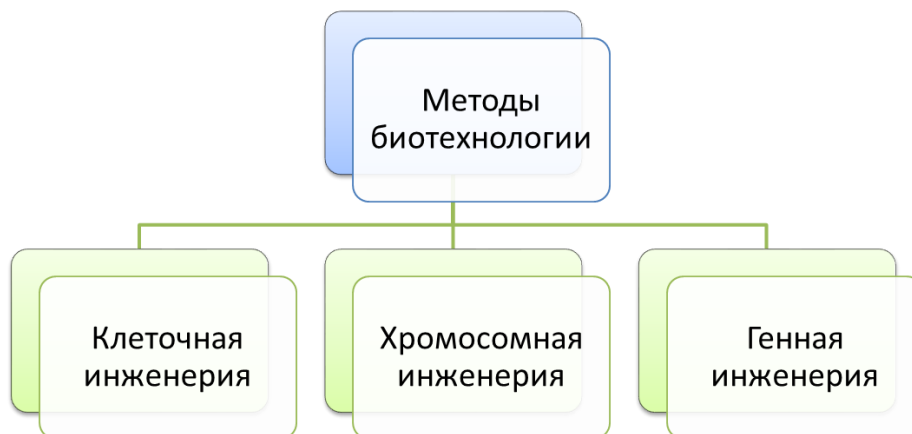 Методы
биотехнологии
Клеточная
инженерия
Хромосомная
инженерия
Генная
инженерия